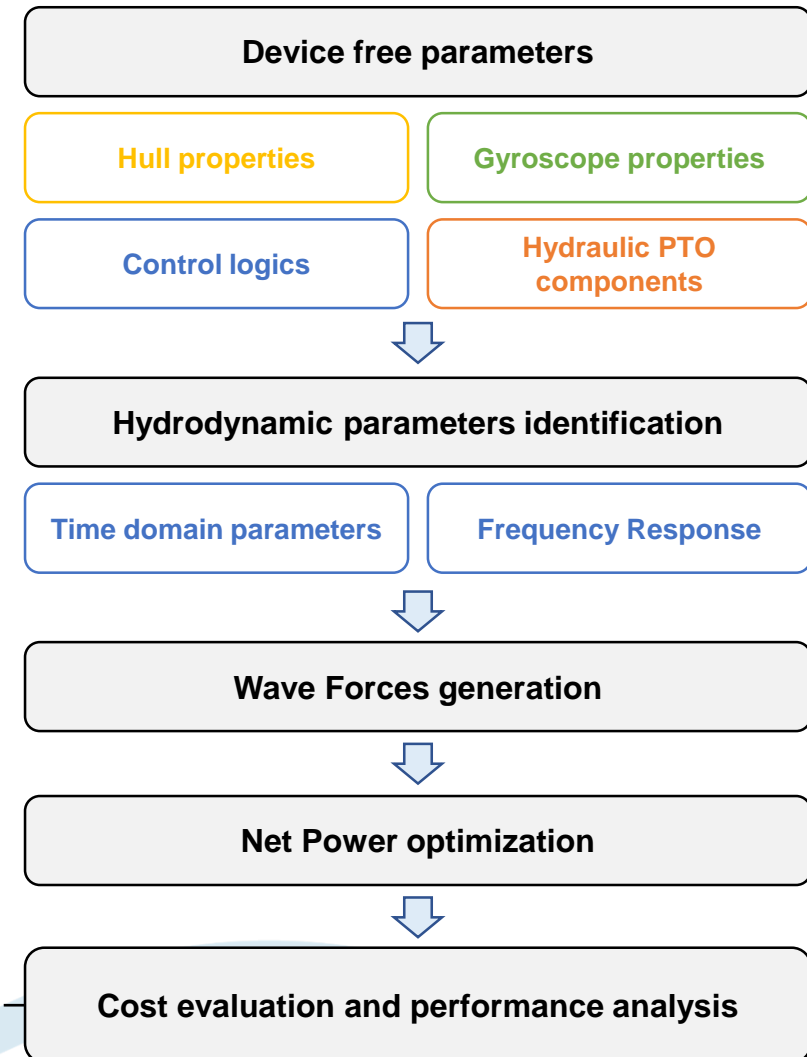 Device free parameters
Hull properties
Gyroscope properties
Control logics
Hydraulic PTO
components
Hydrodynamic parameters identification
Time domain parameters
Frequency Response
Wave Forces generation
Net Power optimization
Cost evaluation and performance analysis